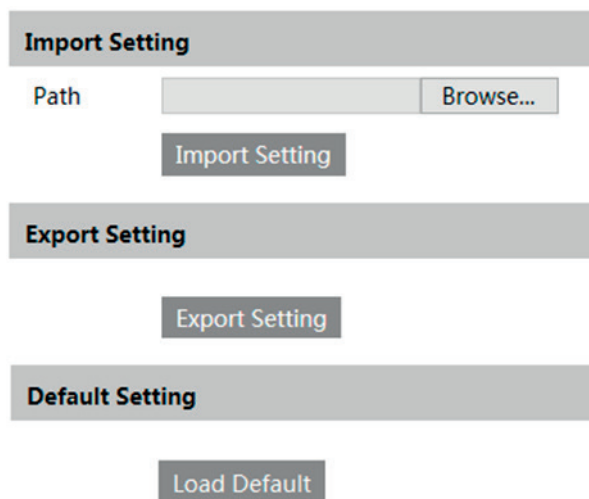 Import Setting
Path Browse...
Import Setting
Export Setting
Export Setting
Default Setting
Load Default